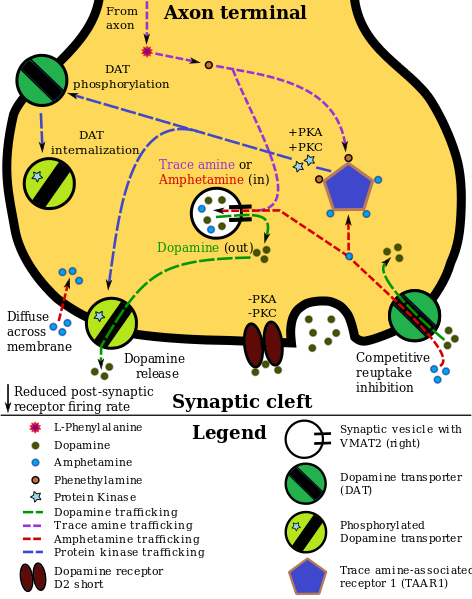 Axon terminal
From
axon
DAT
phosphorylation
DAT
internalization
+PKA
+PKC
Trace amine or
Amphetamine (in)
Dopamine (out)
-PKA
-PKC
Diffuse
across
membrane
Dopamine
release
Competitive
reuptake
inhibition
Reduced post-synaptic
receptor firing rate
Synaptic cleft
Legend
L-Phenylalanine
Dopamine
Amphetamine
Phenethylamine
Protein Kinase
Dopamine trafficking
Trace amine trafficking
Amphetamine trafficking
Protein kinase trafficking
Dopamine receptor
D2 short
Synaptic vesicle with
VMAT2 (right)
Dopamine transporter
(DAT)
Phosphorylated
Dopamine transporter
Trace amine-associated
receptor 1 (TAAR1)